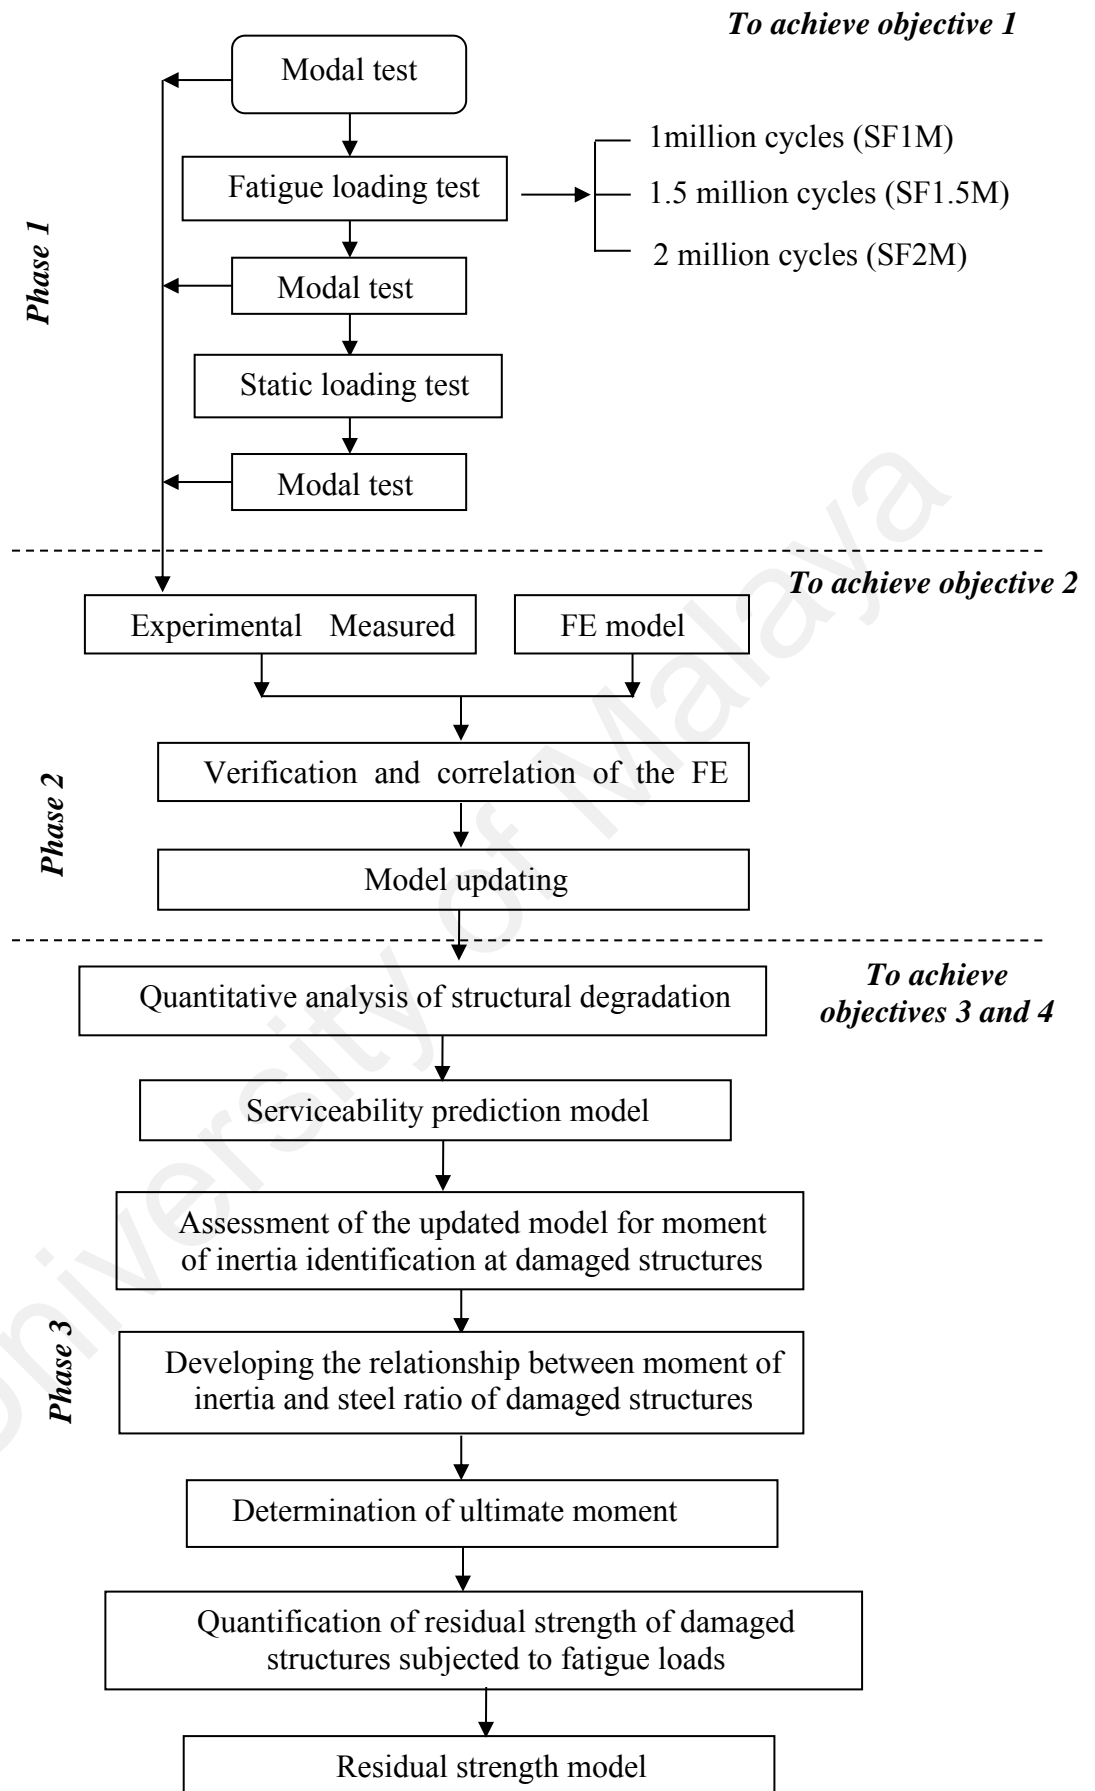 To achieve objective 1
Modal test
Fatigue loading test
1million cycles (SF1M)
1.5 million cycles (SF1.5M)
2 million cycles (SF2M)
Phase 1
Modal test
Static loading test
Modal test
To achieve objective 2
Experimental Measured
FE model
Verification and correlation of the FE
Phase 2
Model updating
To achieve
objectives 3 and 4
Quantitative analysis of structural degradation
Serviceability prediction model
Assessment of the updated model for moment
of inertia identification at damaged structures
Phase 3
Developing the relationship between moment of
inertia and steel ratio of damaged structures
Determination of ultimate moment
Quantification of residual strength of damaged
structures subjected to fatigue loads
Residual strength model
University of Malaya